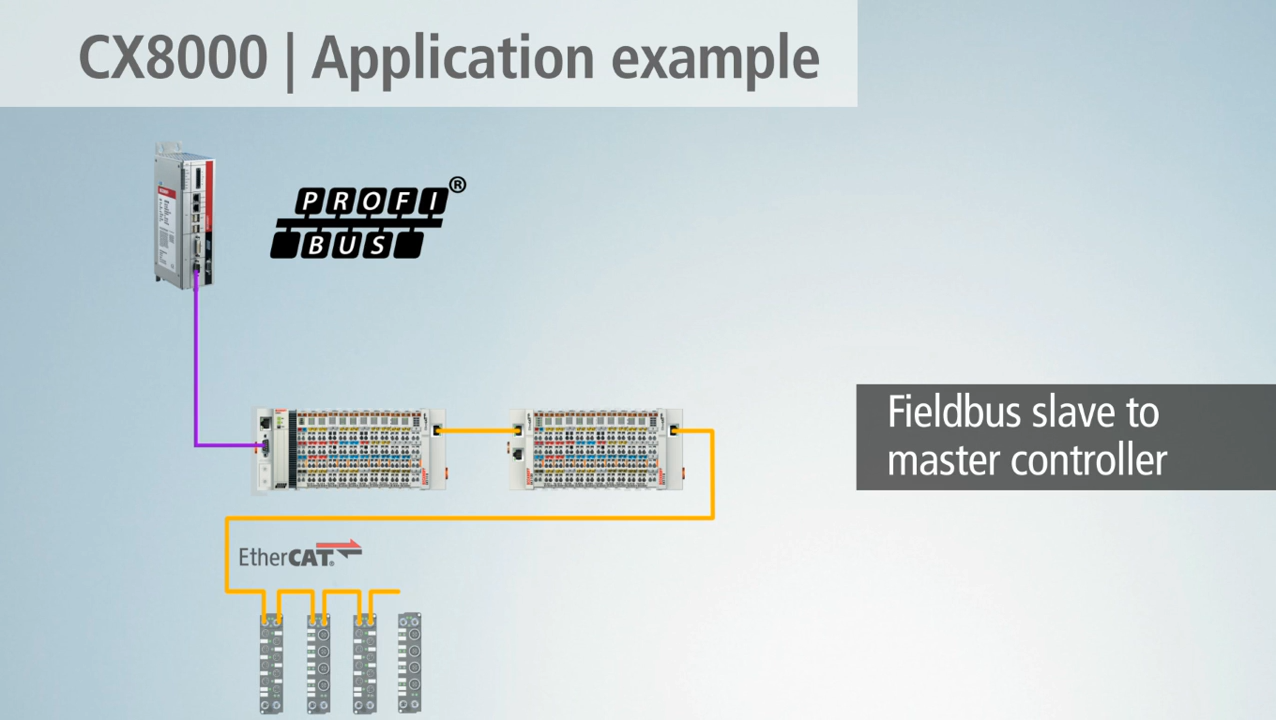 CX8000 | Application example
PROFI®
BUS
Fieldbus slave to
master controller
EtherCAT®